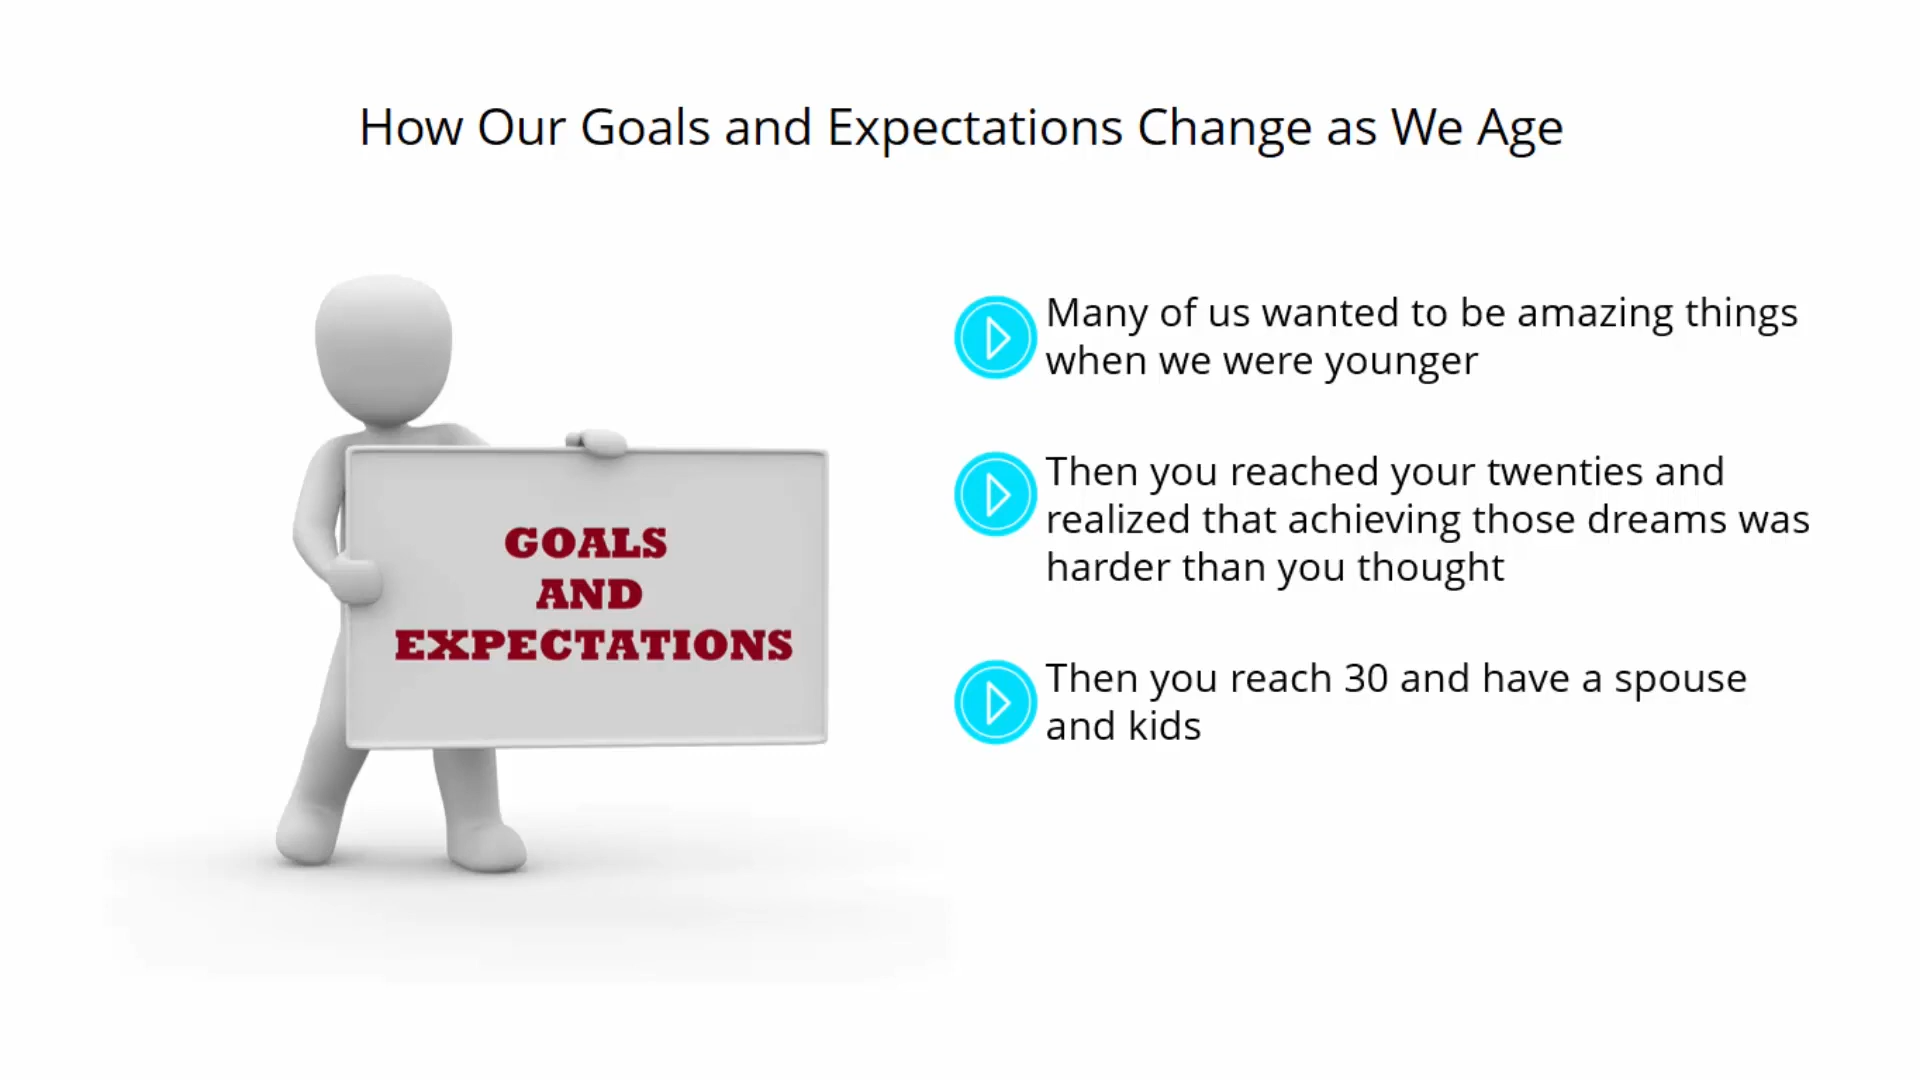 How Our Goals and Expectations Change as We Age
GOALS
AND
EXPECTATIONS
Many of us wanted to be amazing things
when we were younger
Then you reached your twenties and
realized that achieving those dreams was
harder than you thought
Then you reach 30 and have a spouse
and kids